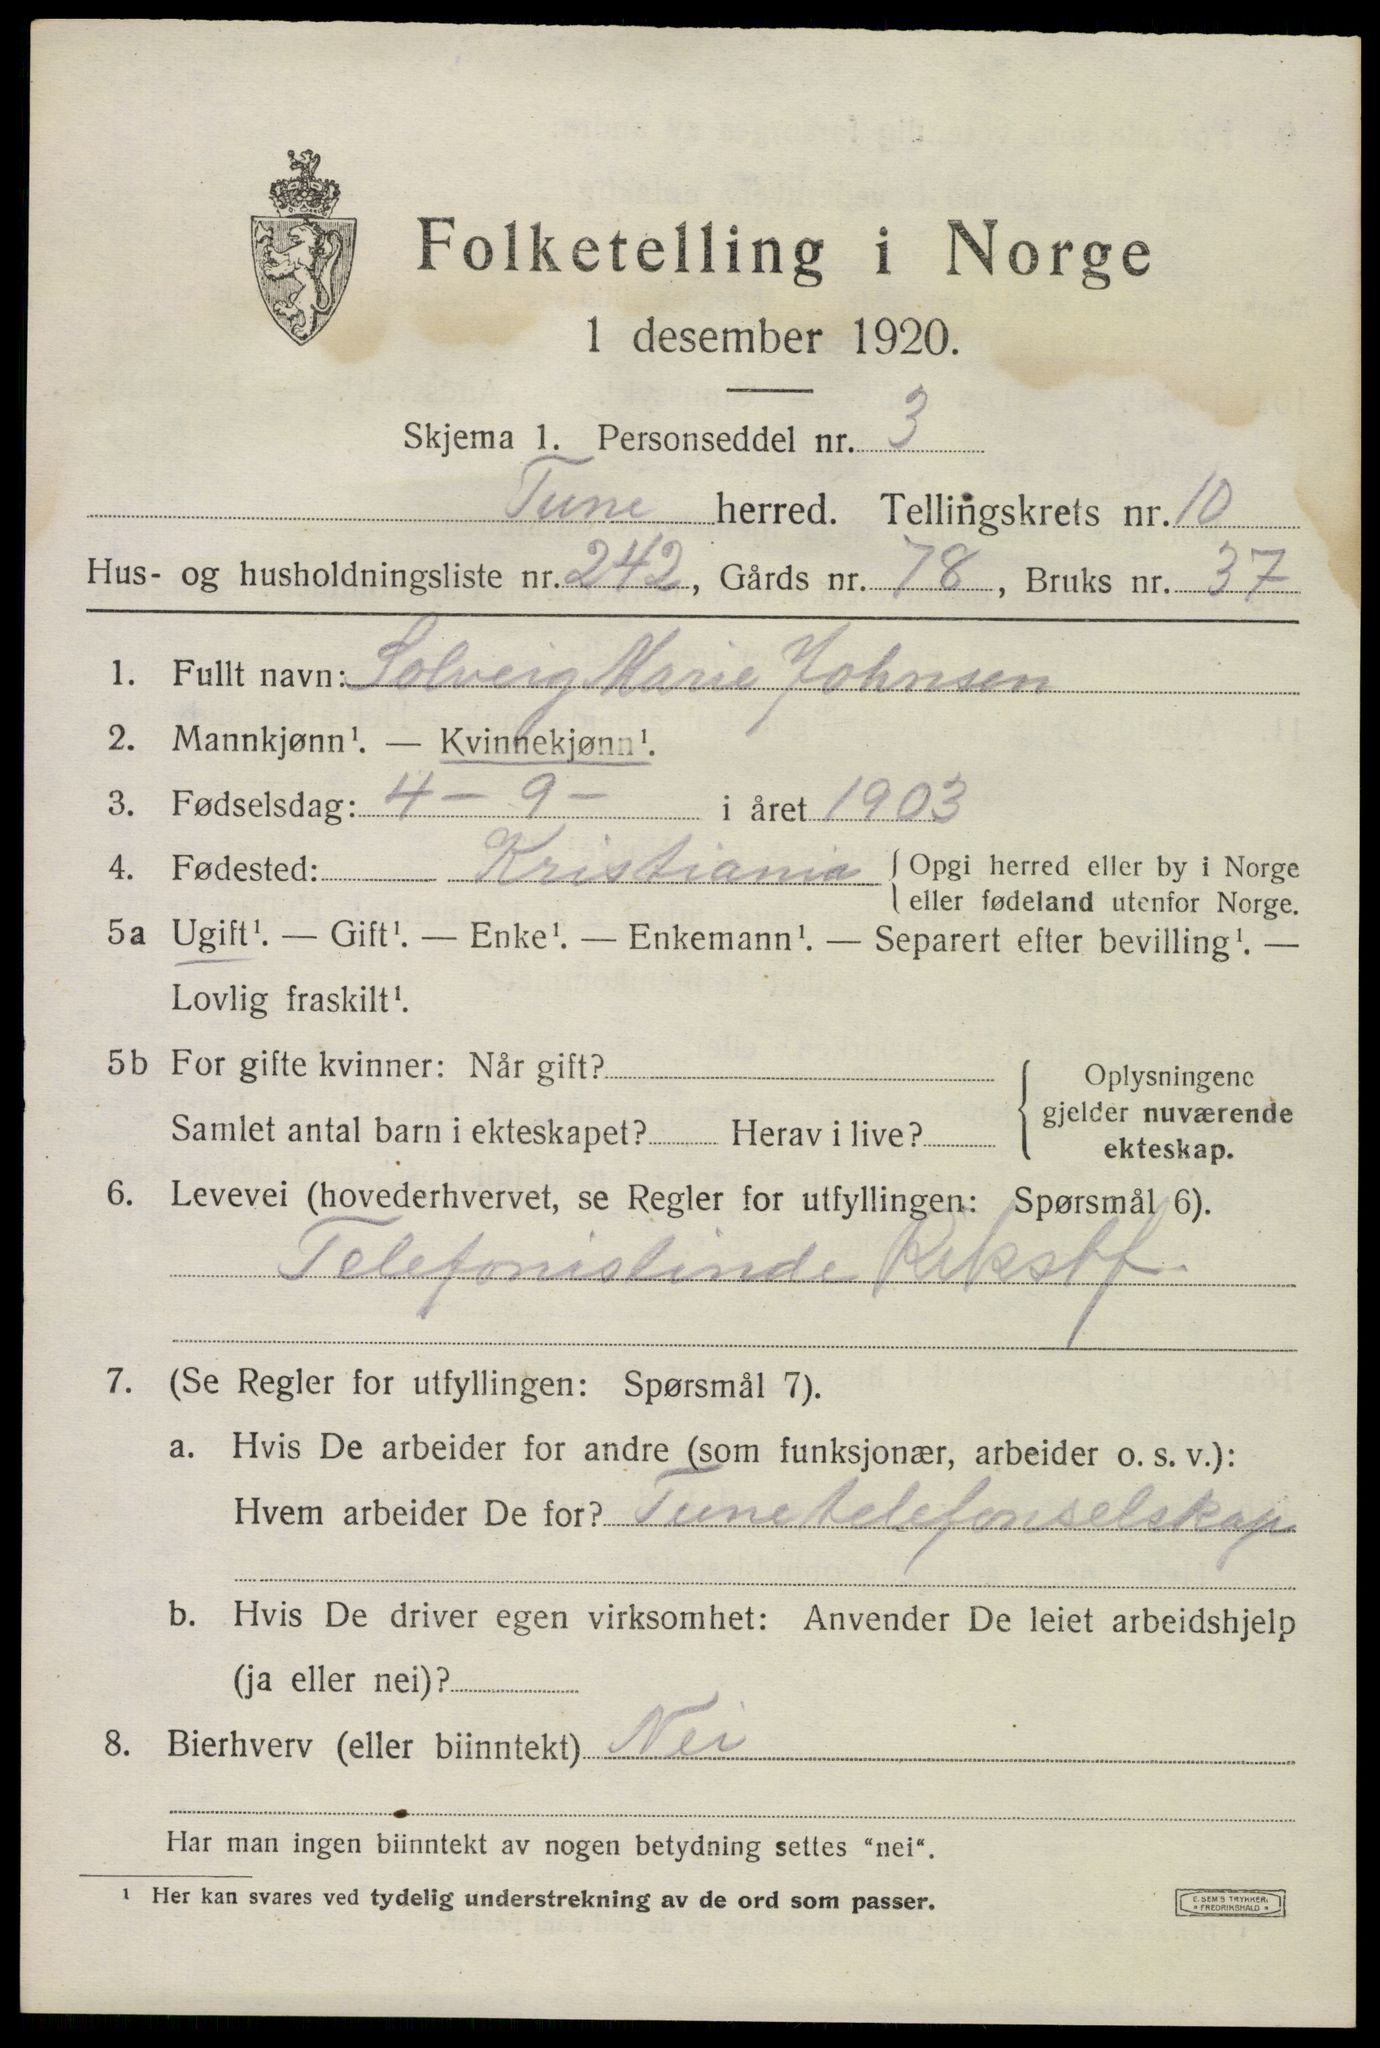 Folketelling i Norge
1 desember 1920.
Skjema 1. Personseddel nr. 3
Tune herred. Tellingskrets nr. 10
Hus- og husholdningsliste nr. 242, Gårds nr. 78, Bruks nr. 37
1. Fullt navn: Solveig Marie Johnsen
2. Mannkjønn¹. — Kvinnekjønn¹.
3. Fødselsdag: 4 - 9 - i året 1903
4. Fødested: Kristiania { Opgi herred eller by i Norge
eller fødeland utenfor Norge.
5a Ugift¹. — Gift¹. — Enke¹. — Enkemann¹. — Separert efter bevilling¹. —
Lovlig fraskilt¹.
5b For gifte kvinner: Når gift?
Samlet antal barn i ekteskapet? Herav i live?
{ Oplysningene
gjelder nuværende
ekteskap.
6. Levevei (hovederhvervet, se Regler for utfyllingen: Spørsmål 6).
Telefonistinde Rikstf.
7. (Se Regler for utfyllingen: Spørsmål 7).
a. Hvis De arbeider for andre (som funksjonær, arbeider o. s. v.):
Hvem arbeider De for? Tune telefonselskap
b. Hvis De driver egen virksomhet: Anvender De leiet arbeidshjelp
(ja eller nei)?
8. Bierhverv (eller biinntekt) Nei
Har man ingen biinntekt av nogen betydning settes “nei“.
¹ Her kan svares ved tydelig understrekning av de ord som passer.
E. SEM'S TRYKKERI
* FREDRIKSHALD *